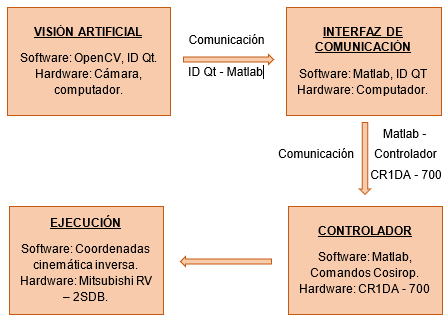 VISIÓN ARTIFICIAL
Software: OpenCV, ID Qt.
Hardware: Cámara,
computador.
Comunicación
ID Qt - Matlab
INTERFAZ DE
COMUNICACIÓN
Software: Matlab, ID QT
Hardware: Computador.
Comunicación
Matlab -
Controlador
CR1DA - 700
CONTROLADOR
Software: Matlab,
Comandos Cosirop.
Hardware: CR1DA - 700
EJECUCIÓN
Software: Coordenadas
cinemática inversa.
Hardware: Mitsubishi RV
– 2SDB.